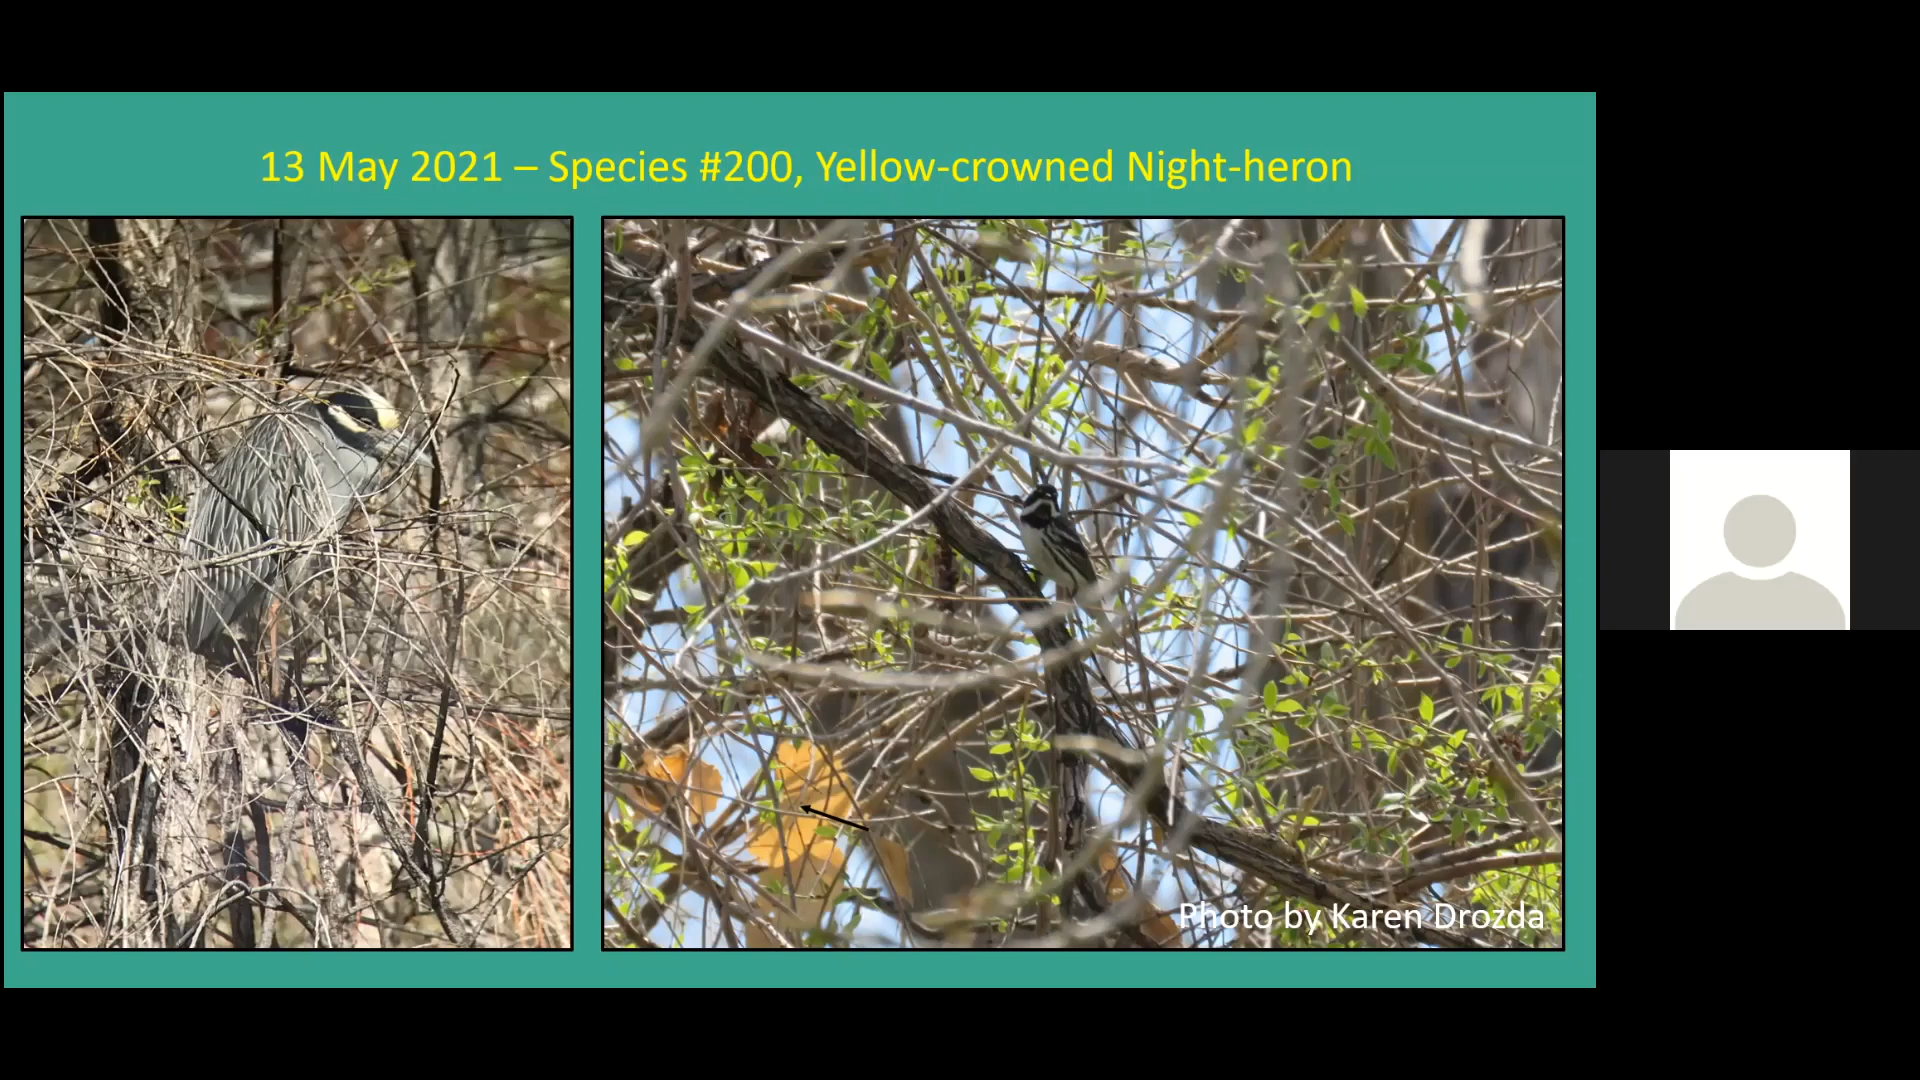 13 May 2021 – Species #200, Yellow-crowned Night-heron
Photo by Karen Drozda